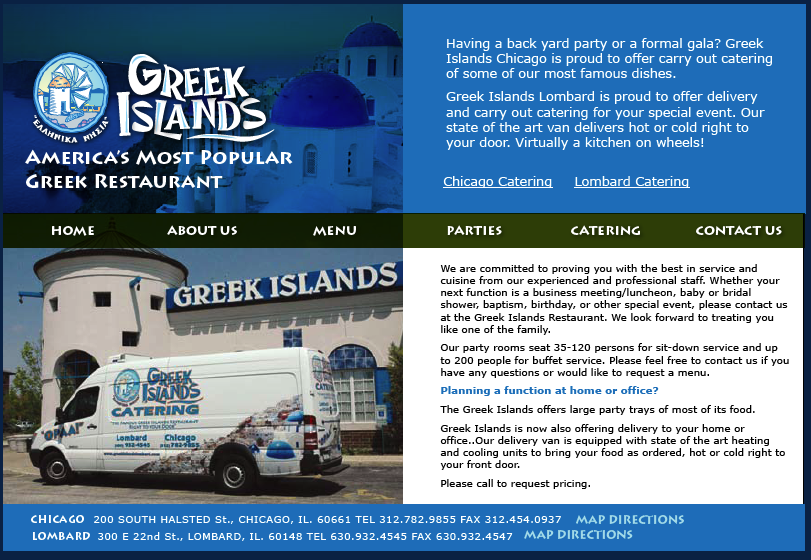 GREEK
ISLANDS
"ΕΛΛΗΝΙΚΑ ΝΗΣΙΑ"
AMERICA'S MOST POPULAR
GREEK RESTAURANT
Having a back yard party or a formal gala? Greek
Islands Chicago is proud to offer carry out catering
of some of our most famous dishes.
Greek Islands Lombard is proud to offer delivery
and carry out catering for your special event. Our
state of the art van delivers hot or cold right to
your door. Virtually a kitchen on wheels!
Chicago Catering Lombard Catering
HOME ABOUT US MENU PARTIES CATERING CONTACT US
GREEK ISLANDS
GREEK
ISLANDS
CATERING
"THE FAMOUS GREEK ISLANDS RESTAURANT
RIGHT TO YOUR DOOR"
Lombard Chicago
932-4545 782-9855
"OPAA!"
We are committed to proving you with the best in service and
cuisine from our experienced and professional staff. Whether your
next function is a business meeting/luncheon, baby or bridal
shower, baptism, birthday, or other special event, please contact us
at the Greek Islands Restaurant. We look forward to treating you
like one of the family.
Our party rooms seat 35-120 persons for sit-down service and up
to 200 people for buffet service. Please feel free to contact us if you
have any questions or would like to request a menu.
Planning a function at home or office?
The Greek Islands offers large party trays of most of its food.
Greek Islands is now also offering delivery to your home or
office..Our delivery van is equipped with state of the art heating
and cooling units to bring your food as ordered, hot or cold right to
your front door.
Please call to request pricing.
CHICAGO 200 SOUTH HALSTED St., CHICAGO, IL. 60661 TEL 312.782.9855 FAX 312.454.0937 MAP DIRECTIONS
LOMBARD 300 E 22nd St., LOMBARD, IL. 60148 TEL 630.932.4545 FAX 630.932.4547 MAP DIRECTIONS